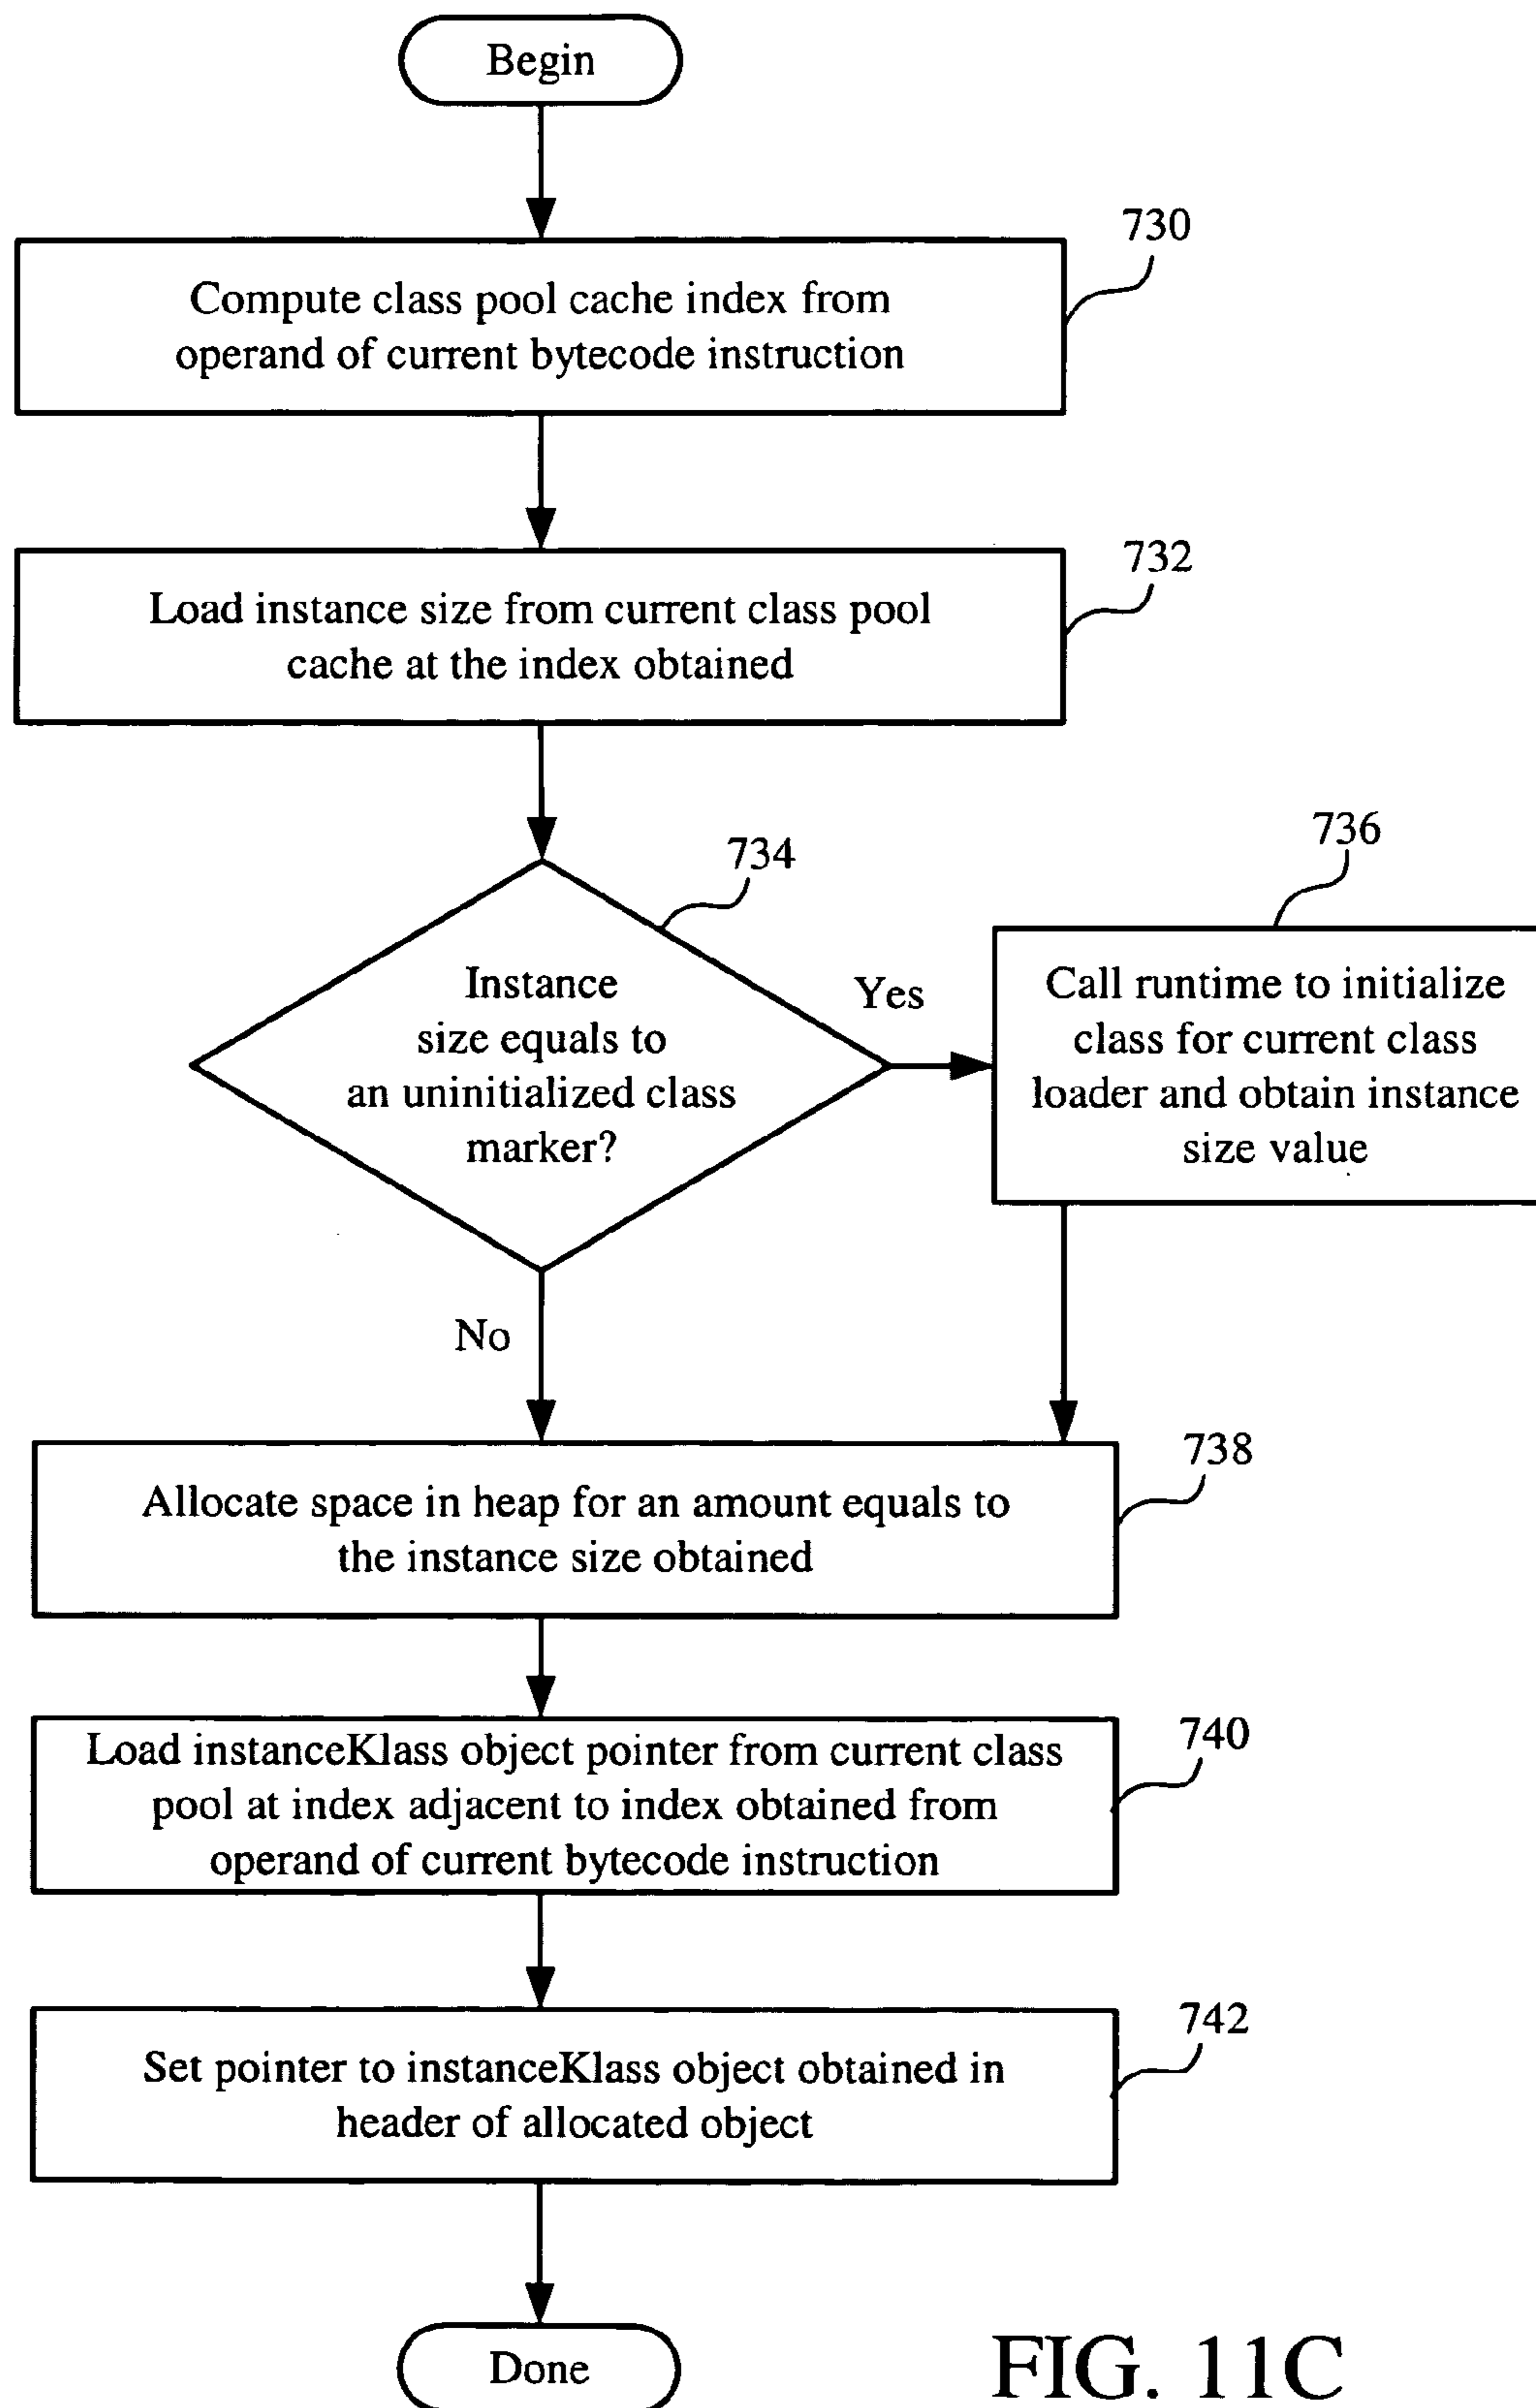 Begin
730
Compute class pool cache index from
operand of current bytecode instruction
732
Load instance size from current class pool
cache at the index obtained
734
Instance
size equals to
an uninitialized class
marker?
Yes
736
Call runtime to initialize
class for current class
loader and obtain instance
size value
No
738
Allocate space in heap for an amount equals to
the instance size obtained
740
Load instanceKlass object pointer from current class
pool at index adjacent to index obtained from
operand of current bytecode instruction
742
Set pointer to instanceKlass object obtained in
header of allocated object
Done
FIG. 11C